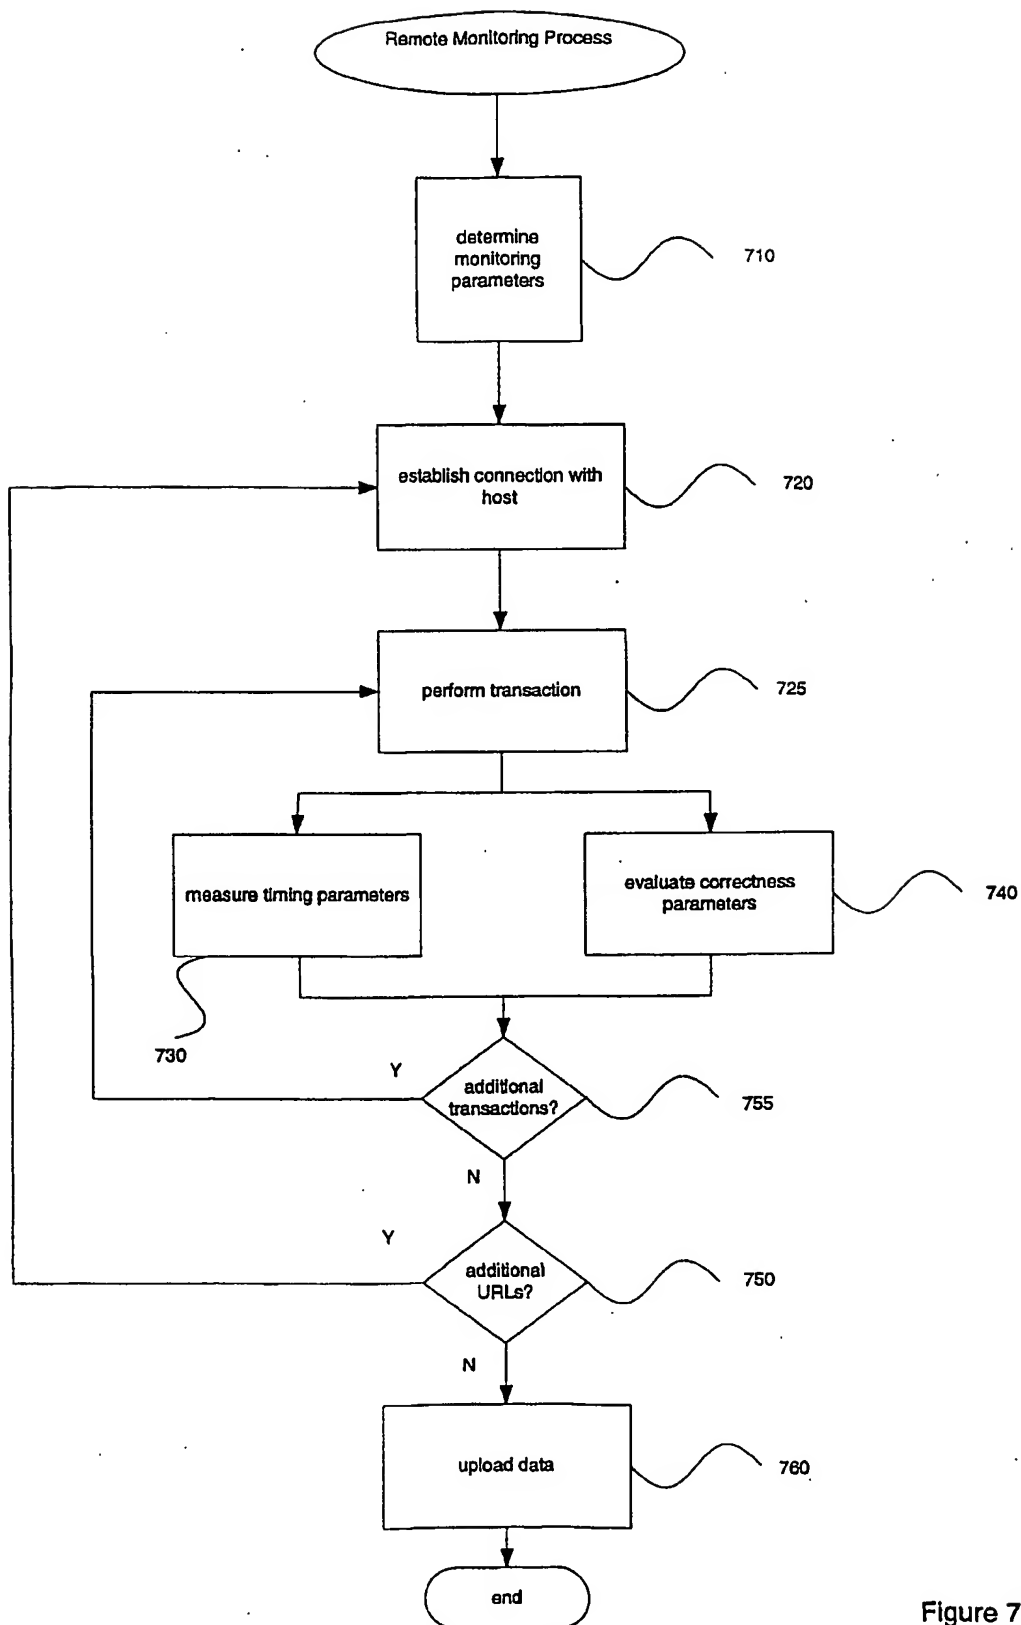 Remote Monitoring Process
determine
monitoring
parameters
710
establish connection with
host
720
perform transaction
725
measure timing parameters
evaluate correctness
parameters
740
730
Y
additional
transactions?
755
N
Y
additional
URLs?
750
N
upload data
760
end
Figure 7